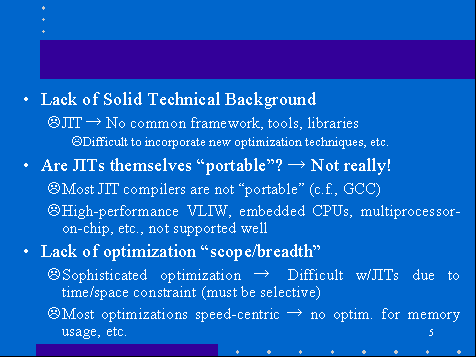 • Lack of Solid Technical Background
☹JIT → No common framework, tools, libraries
☹Difficult to incorporate new optimization techniques, etc.
• Are JITs themselves “portable”? → Not really!
☹Most JIT compilers are not “portable” (c.f., GCC)
☹High-performance VLIW, embedded CPUs, multiprocessor-
on-chip, etc., not supported well
• Lack of optimization “scope/breadth”
☹Sophisticated optimization → Difficult w/JITs due to
time/space constraint (must be selective)
☹Most optimizations speed-centric → no optim. for memory
usage, etc.
5